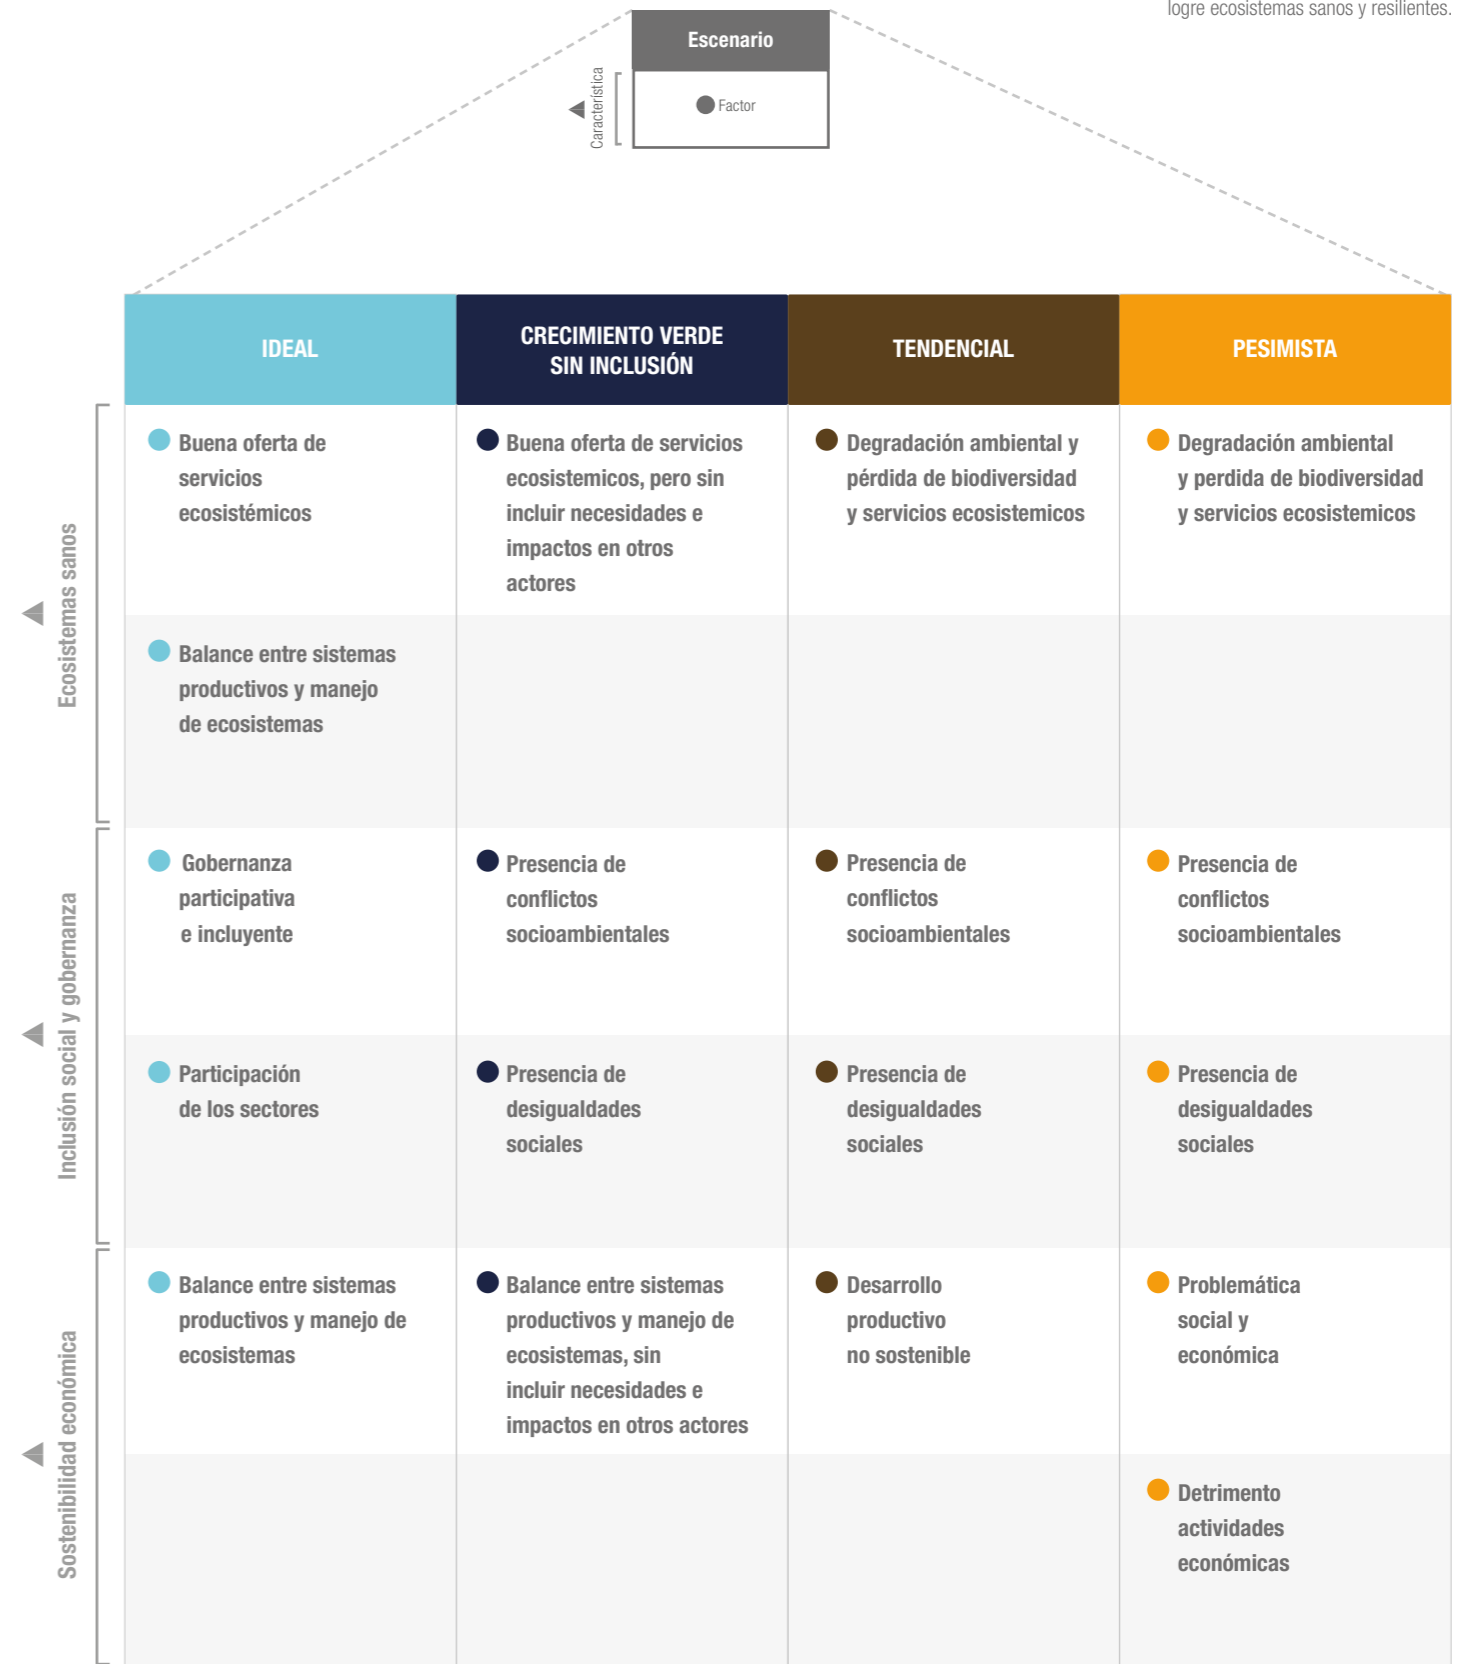 logre ecosistemas sanos y resilientes.
Escenario
Característica
Factor
IDEAL
CRECIMIENTO VERDE
SIN INCLUSIÓN
TENDENCIAL
PESIMISTA
Ecosistemas sanos
Buena oferta de
servicios
ecosistémicos
Buena oferta de servicios
ecosistemicos, pero sin
incluir necesidades e
impactos en otros
actores
Degradación ambiental y
pérdida de biodiversidad
y servicios ecosistemicos
Degradación ambiental
y perdida de biodiversidad
y servicios ecosistemicos
Balance entre sistemas
productivos y manejo
de ecosistemas
Inclusión social y gobernanza
Gobernanza
participativa
e incluyente
Presencia de
conflictos
socioambientales
Presencia de
conflictos
socioambientales
Presencia de
conflictos
socioambientales
Participación
de los sectores
Presencia de
desigualdades
sociales
Presencia de
desigualdades
sociales
Presencia de
desigualdades
sociales
Sostenibilidad económica
Balance entre sistemas
productivos y manejo de
ecosistemas
Balance entre sistemas
productivos y manejo de
ecosistemas, sin
incluir necesidades e
impactos en otros actores
Desarrollo
productivo
no sostenible
Problemática
social y
económica
Detrimento
actividades
económicas